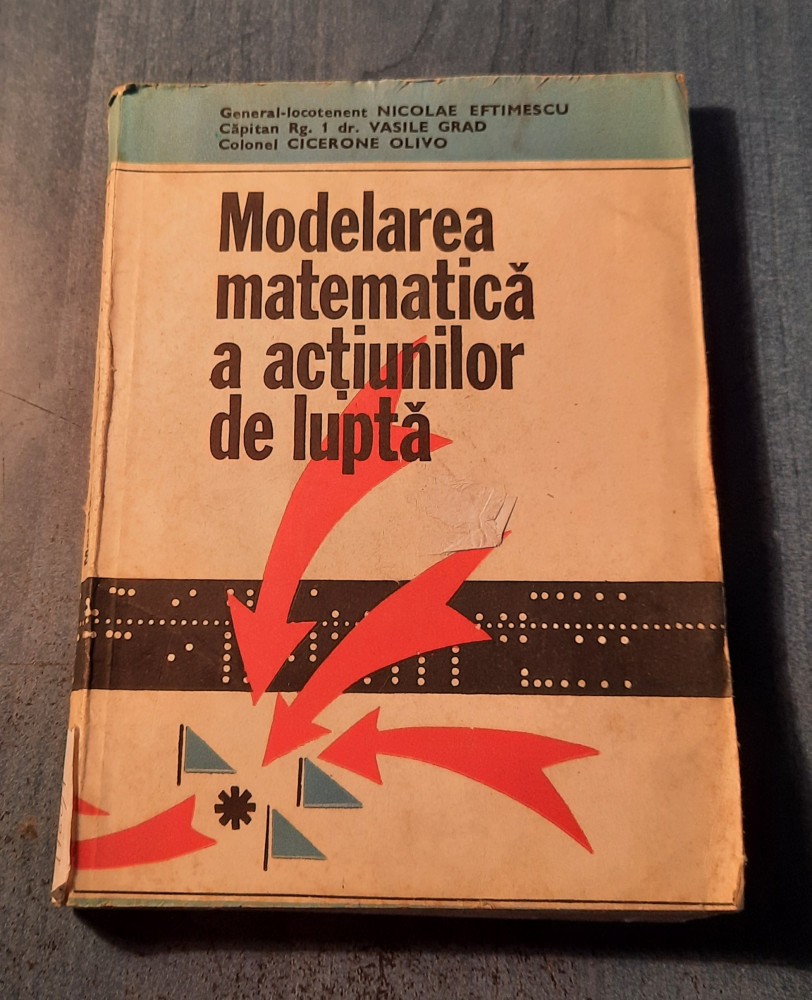 General-locotenent NICOLAE EFTIMESCU
Căpitan Rg. 1 dr. VASILE GRAD
Colonel CICERONE OLIVO
Modelarea
matematică
a acțiunilor
de luptă